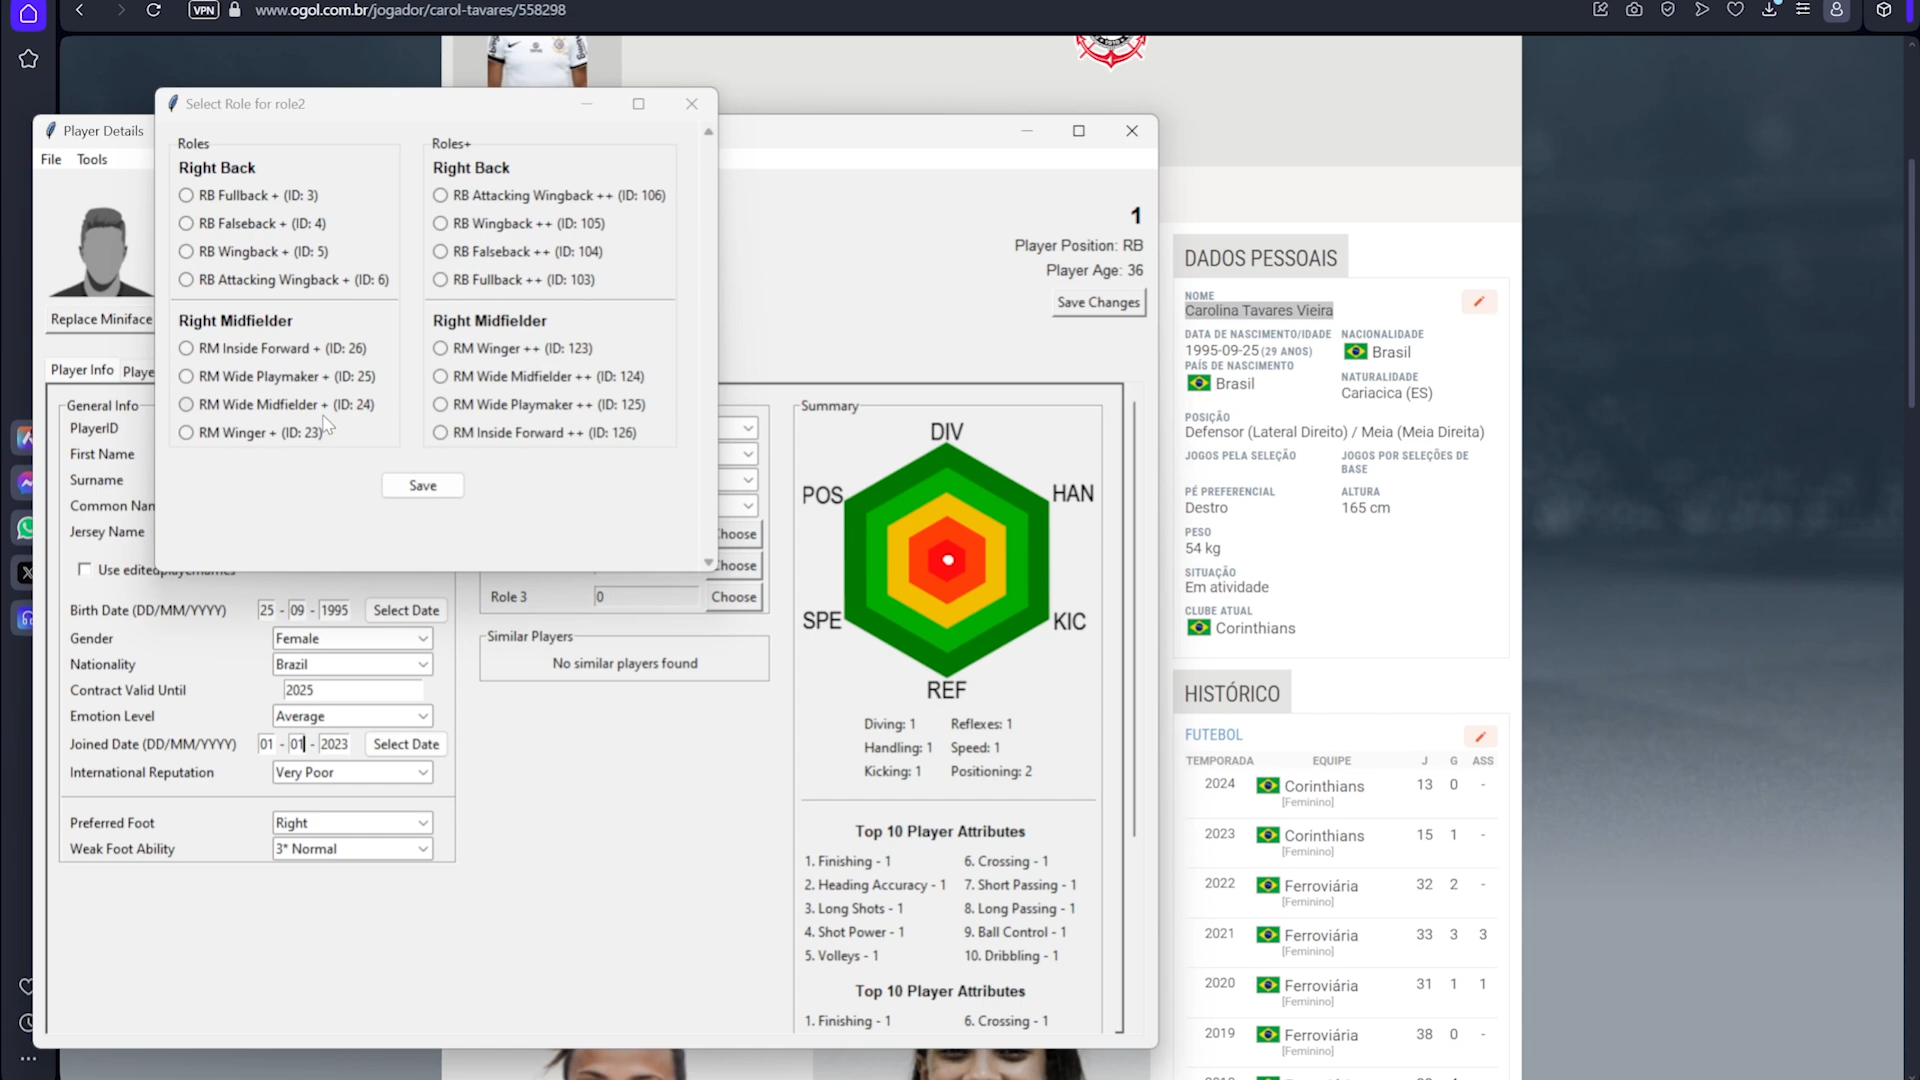 VPN
www.ogol.com.br/jogador/carol-tavares/558298
Select Role for role2
Roles
Right Back
RB Fullback + (ID: 3)
RB Falseback + (ID: 4)
RB Wingback + (ID: 5)
RB Attacking Wingback + (ID: 6)
Right Midfielder
RM Inside Forward + (ID: 26)
RM Wide Playmaker + (ID: 25)
RM Wide Midfielder + (ID: 24)
RM Winger + (ID: 23)
Roles+
Right Back
RB Attacking Wingback ++ (ID: 106)
RB Wingback ++ (ID: 105)
RB Falseback ++ (ID: 104)
RB Fullback ++ (ID: 103)
Right Midfielder
RM Winger ++ (ID: 123)
RM Wide Midfielder ++ (ID: 124)
RM Wide Playmaker ++ (ID: 125)
RM Inside Forward ++ (ID: 126)
Save
Player Details
File Tools
Replace Miniface
1
Player Position: RB
Player Age: 36
Save Changes
Player Info
General Info
PlayerID
First Name
Surname
Jersey Name
Birth Date (DD/MM/YYYY) 25 - 09 - 1995 Select Date
Gender Female
Nationality Brazil
Contract Valid Until 2025
Emotion Level Average
Joined Date (DD/MM/YYYY) 01 - 01 - 2023 Select Date
International Reputation Very Poor
Preferred Foot Right
Weak Foot Ability 3* Normal
Role 3 0 Choose
Similar Players
No similar players found
Summary
DIV
POS HAN
SPE KIC
REF
Diving: 1 Reflexes: 1
Handling: 1 Speed: 1
Kicking: 1 Positioning: 2
Top 10 Player Attributes
1. Finishing - 1 6. Crossing - 1
2. Heading Accuracy - 1 7. Short Passing - 1
3. Long Shots - 1 8. Long Passing - 1
4. Shot Power - 1 9. Ball Control - 1
5. Volleys - 1 10. Dribbling - 1
Top 10 Player Attributes
1. Finishing - 1 6. Crossing - 1
DADOS PESSOAIS
NOME
Carolina Tavares Vieira
DATA DE NASCIMENTO/IDADE NACIONALIDADE
1995-09-25 (29 ANOS) Brasil
PAÍS DE NASCIMENTO NATURALIDADE
Brasil Cariacica (ES)
POSIÇÃO
Defensor (Lateral Direito) / Meia (Meia Direita)
JOGOS PELA SELEÇÃO JOGOS POR SELEÇÕES DE
BASE
PÉ PREFERENCIAL ALTURA
Destro 165 cm
PESO
54 kg
SITUAÇÃO
Em atividade
CLUBE ATUAL
Corinthians
HISTÓRICO
FUTEBOL
TEMPORADA EQUIPE J G ASS
2024 Corinthians 13 0 -
[Feminino]
2023 Corinthians 15 1 -
[Feminino]
2022 Ferroviária 32 2 -
[Feminino]
2021 Ferroviária 33 3 3
[Feminino]
2020 Ferroviária 31 1 1
[Feminino]
2019 Ferroviária 38 0 -
[Feminino]